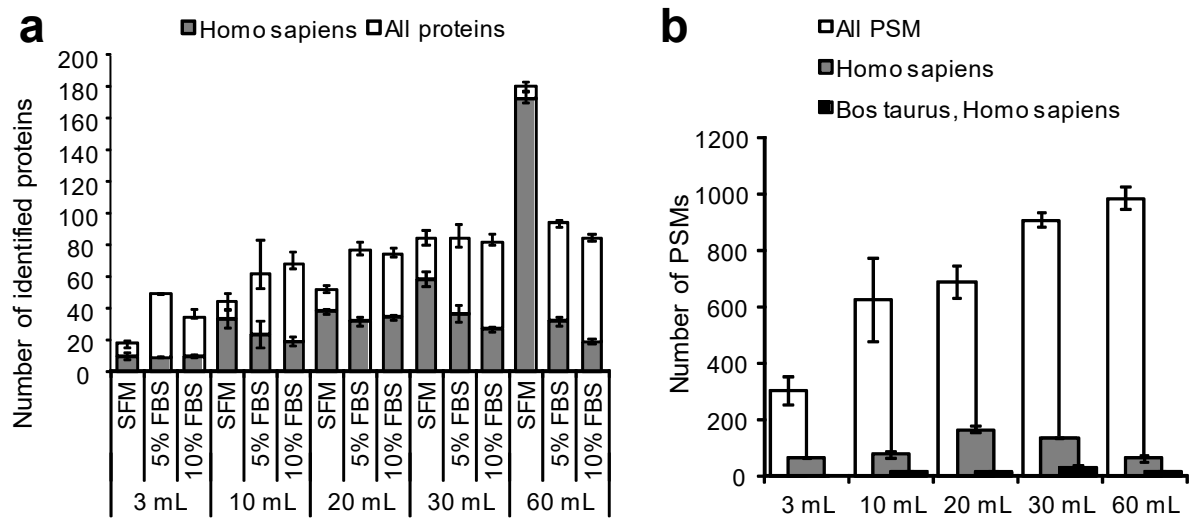 a
Homo sapiens All proteins
Number of identified proteins
200
180
160
140
120
100
80
60
40
20
0
SFM
5% FBS
10% FBS
SFM
5% FBS
10% FBS
SFM
5% FBS
10% FBS
SFM
5% FBS
10% FBS
SFM
5% FBS
10% FBS
3 mL 10 mL 20 mL 30 mL 60 mL
b
All PSM
Homo sapiens
Bos taurus, Homo sapiens
Number of PSMs
1200
1000
800
600
400
200
0
3 mL 10 mL 20 mL 30 mL 60 mL